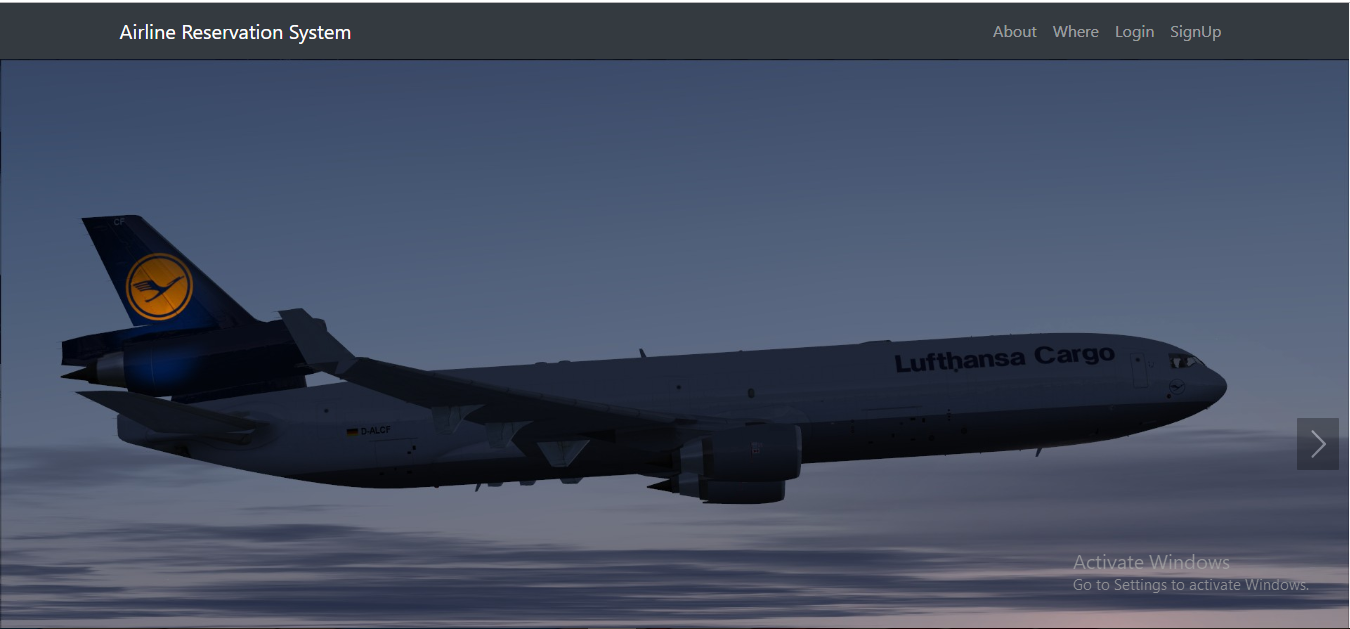 Airline Reservation System
About Where Login SignUp
CF
Lufthansa Cargo
D-ALCF
Activate Windows
Go to Settings to activate Windows.